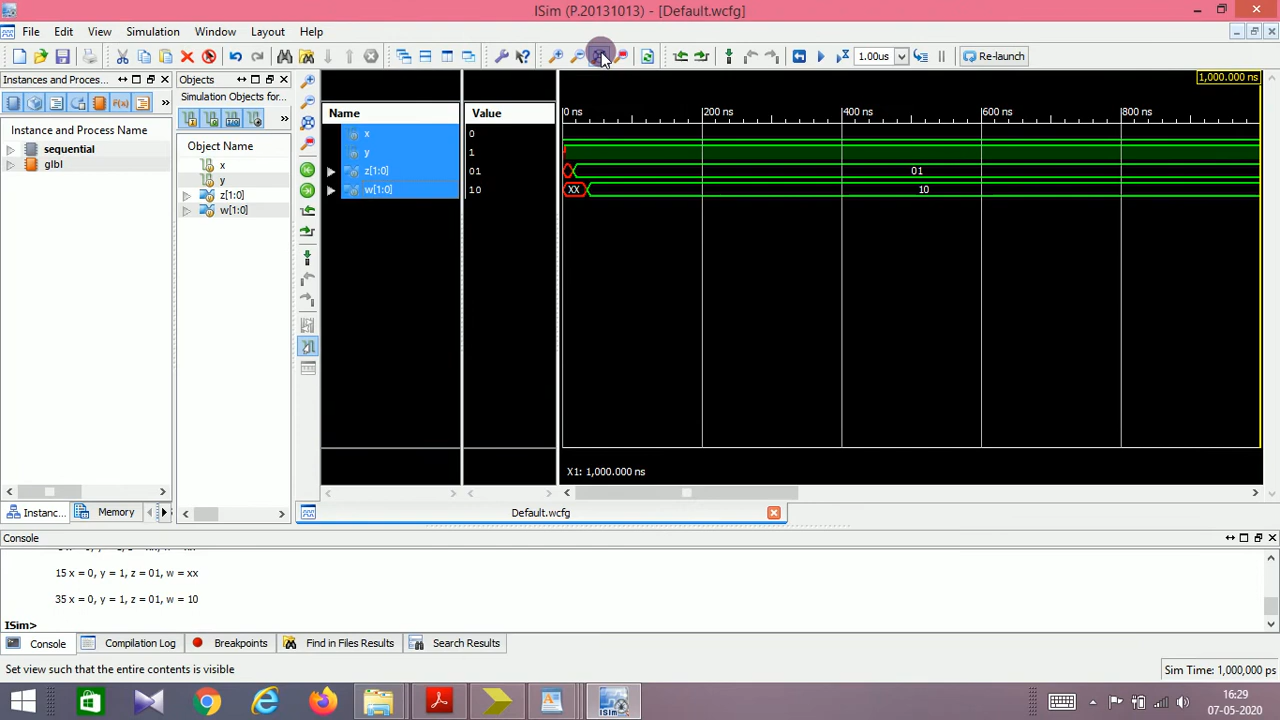 ISim (P.20131013) - [Default.wcfg]
File Edit View Simulation Window Layout Help
1.00us Re-launch
Instances and Proce...
Instance and Process Name
sequential
glbl
Instanc... Memory
Objects
Simulation Objects for...
Object Name
x
y
z[1:0]
w[1:0]
Name Value
x 0
y 1
z[1:0] 01
w[1:0] 10
1,000.000 ns
0 ns 200 ns 400 ns 600 ns 800 ns
01
XX 10
X1: 1,000.000 ns
Default.wcfg
Console
15 x = 0, y = 1, z = 01, w = xx
35 x = 0, y = 1, z = 01, w = 10
ISim>
Console Compilation Log Breakpoints Find in Files Results Search Results
Set view such that the entire contents is visible
Sim Time: 1,000,000 ps
16:29
07-05-2020